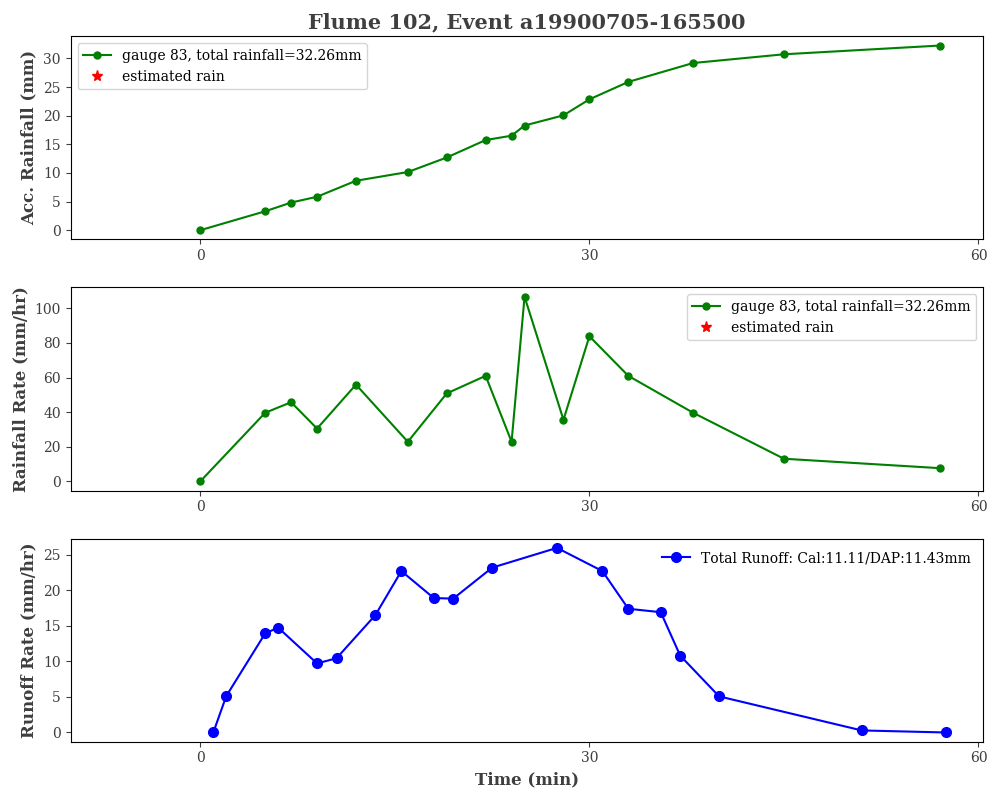 Flume 102, Event a19900705-165500
Acc. Rainfall (mm)
30
25
20
15
10
5
0
gauge 83, total rainfall=32.26mm
estimated rain
0 30 60
Rainfall Rate (mm/hr)
100
80
60
40
20
0
gauge 83, total rainfall=32.26mm
estimated rain
0 30 60
Runoff Rate (mm/hr)
25
20
15
10
5
0
Total Runoff: Cal:11.11/DAP:11.43mm
0 30 60
Time (min)